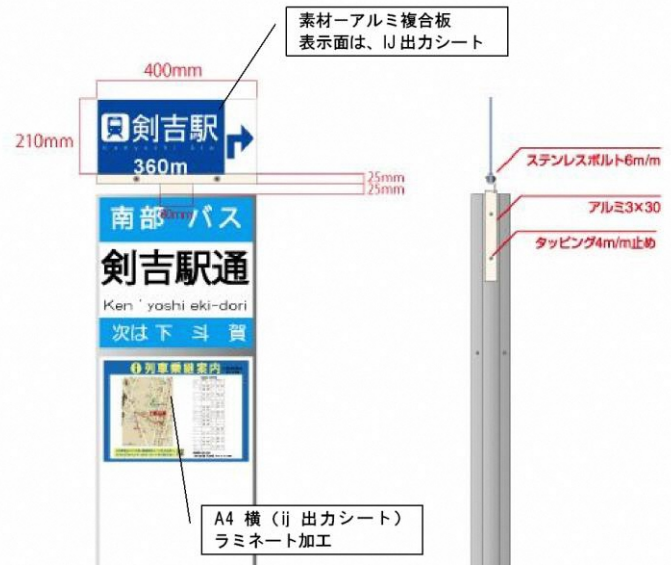 素材－アルミ複合板
表示面は、IJ出力シート
400mm
210mm
剣吉駅
360m
25mm
25mm
60mm
南部 バス
剣吉駅通
Ken'yoshi eki-dori
次は下 斗 賀
列車乗継案内
A4 横（ij 出力シート）
ラミネート加工
ステンレスボルト6m/m
アルミ3×30
タッピング4m/m止め